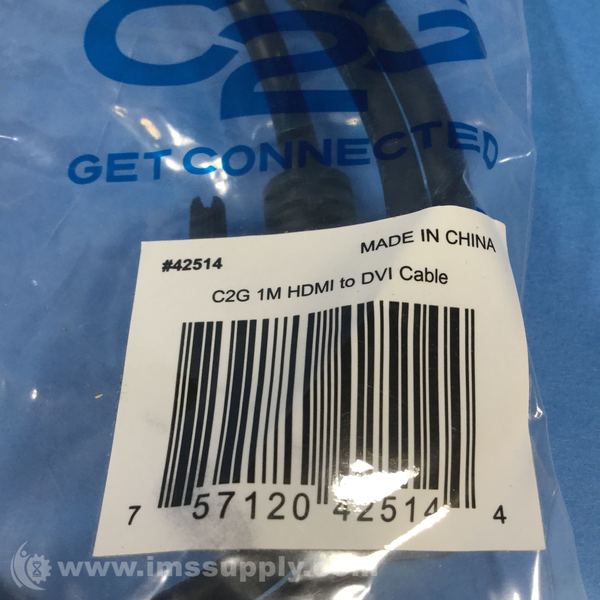 C2G
GET CONNECTED
#42514 MADE IN CHINA
C2G 1M HDMI to DVI Cable
7 57120 42514 4
www.imssupply.com